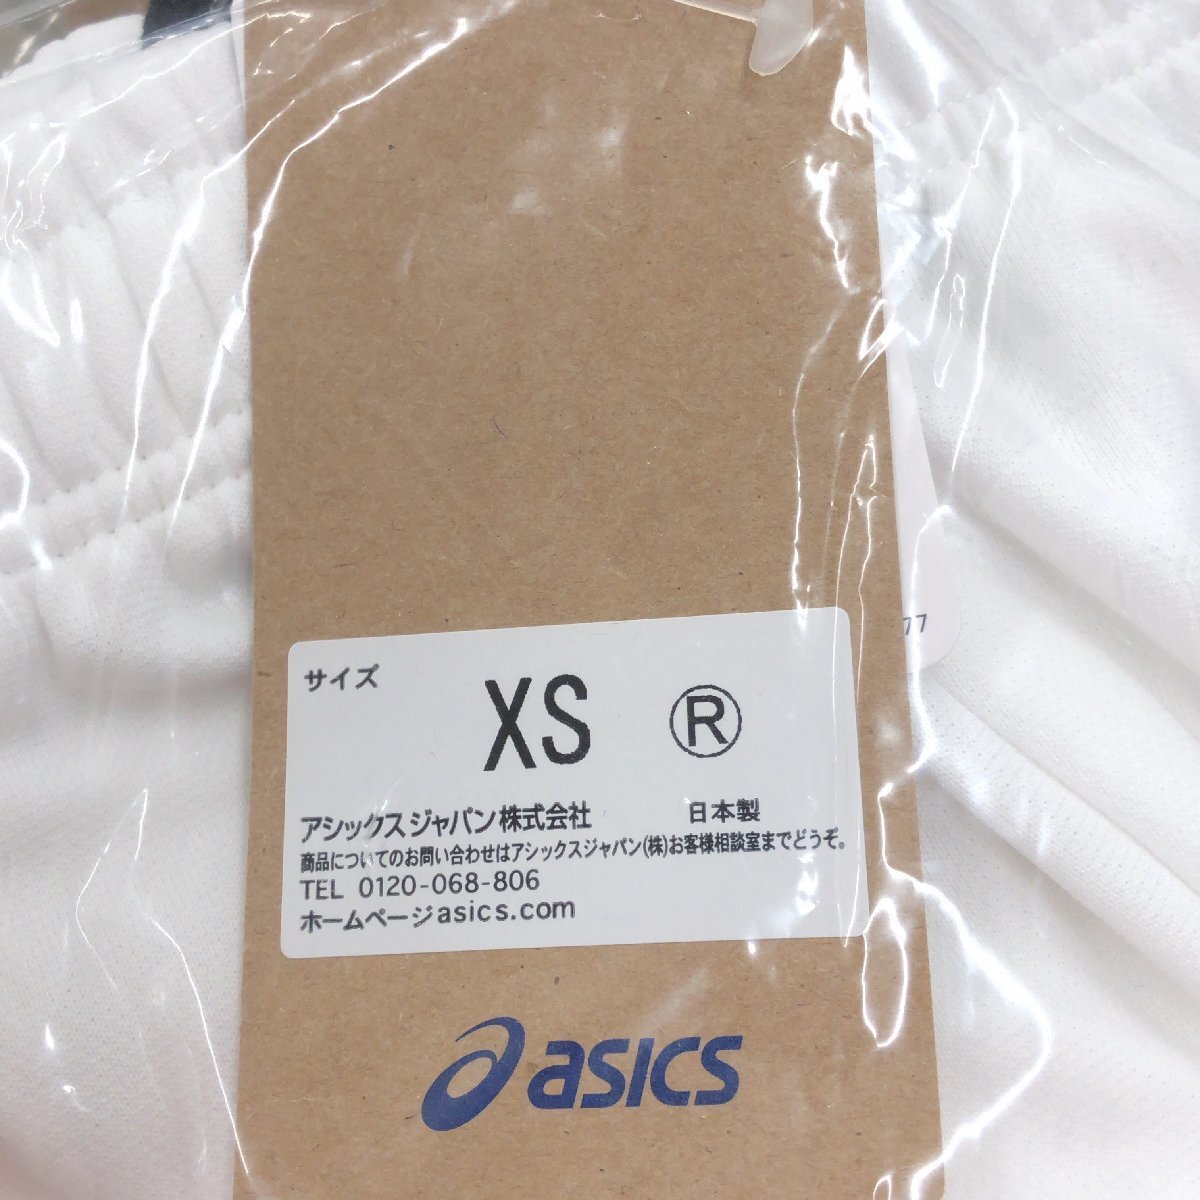 サイズ
XS Ⓡ
アシックスジャパン株式会社 日本製
商品についてのお問い合わせはアシックスジャパン(株)お客様相談室までどうぞ。
TEL 0120-068-806
ホームページasics.com
asics
77